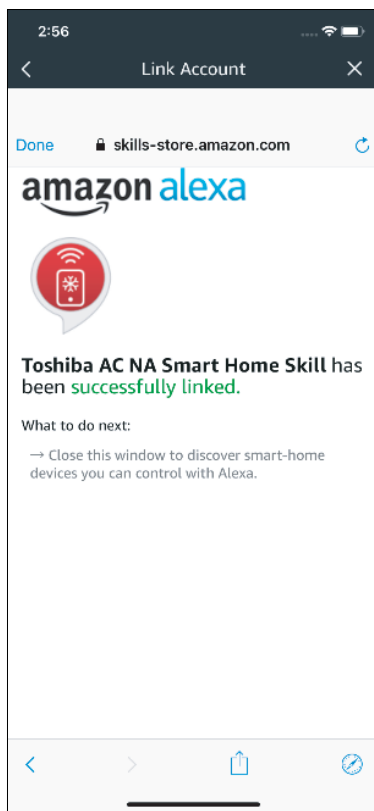 2:56
Link Account
Done skills-store.amazon.com
amazon alexa
Toshiba AC NA Smart Home Skill has
been successfully linked.
What to do next:
→ Close this window to discover smart-home
devices you can control with Alexa.